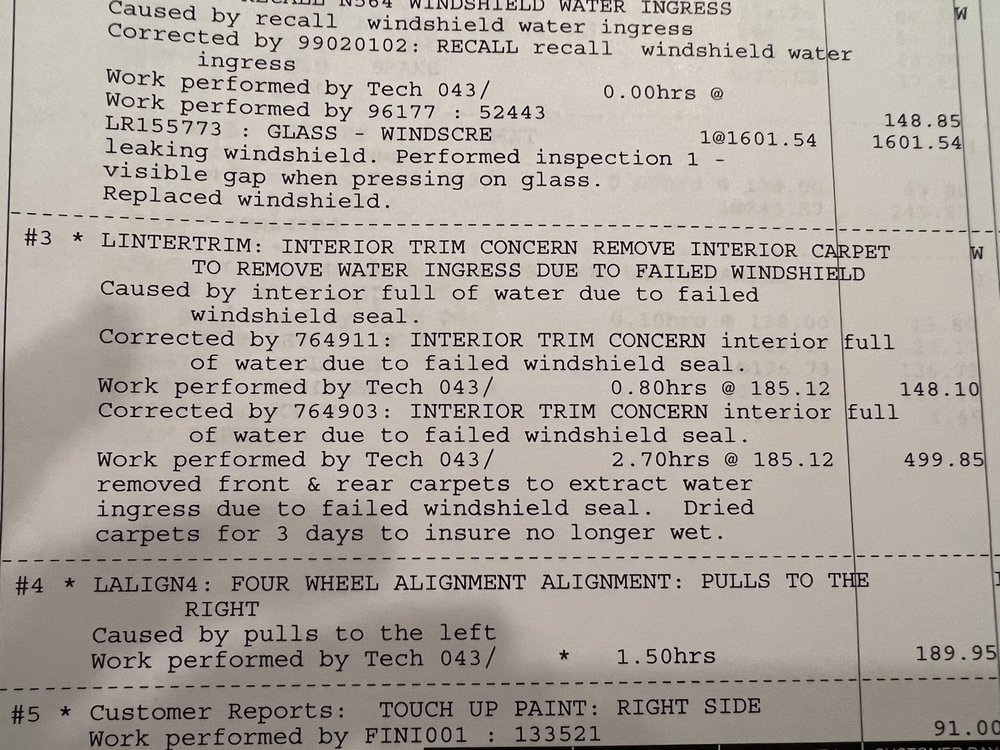 RECALL N564 WINDSHIELD WATER INGRESS
Caused by recall windshield water ingress W
Corrected by 99020102: RECALL recall windshield water
ingress
Work performed by Tech 043/ 0.00hrs @
Work performed by 96177 : 52443 148.85
LR155773 : GLASS - WINDSCRE 1@1601.54 1601.54
leaking windshield. Performed inspection 1 -
visible gap when pressing on glass.
Replaced windshield.
#3 * LINTERTRIM: INTERIOR TRIM CONCERN REMOVE INTERIOR CARPET W
TO REMOVE WATER INGRESS DUE TO FAILED WINDSHIELD
Caused by interior full of water due to failed
windshield seal.
Corrected by 764911: INTERIOR TRIM CONCERN interior full
of water due to failed windshield seal.
Work performed by Tech 043/ 0.80hrs @ 185.12 148.10
Corrected by 764903: INTERIOR TRIM CONCERN interior full
of water due to failed windshield seal.
Work performed by Tech 043/ 2.70hrs @ 185.12 499.85
removed front & rear carpets to extract water
ingress due to failed windshield seal. Dried
carpets for 3 days to insure no longer wet.
#4 * LALIGN4: FOUR WHEEL ALIGNMENT ALIGNMENT: PULLS TO THE
RIGHT
Caused by pulls to the left
Work performed by Tech 043/ * 1.50hrs 189.95
#5 * Customer Reports: TOUCH UP PAINT: RIGHT SIDE
Work performed by FINI001 : 133521 91.00